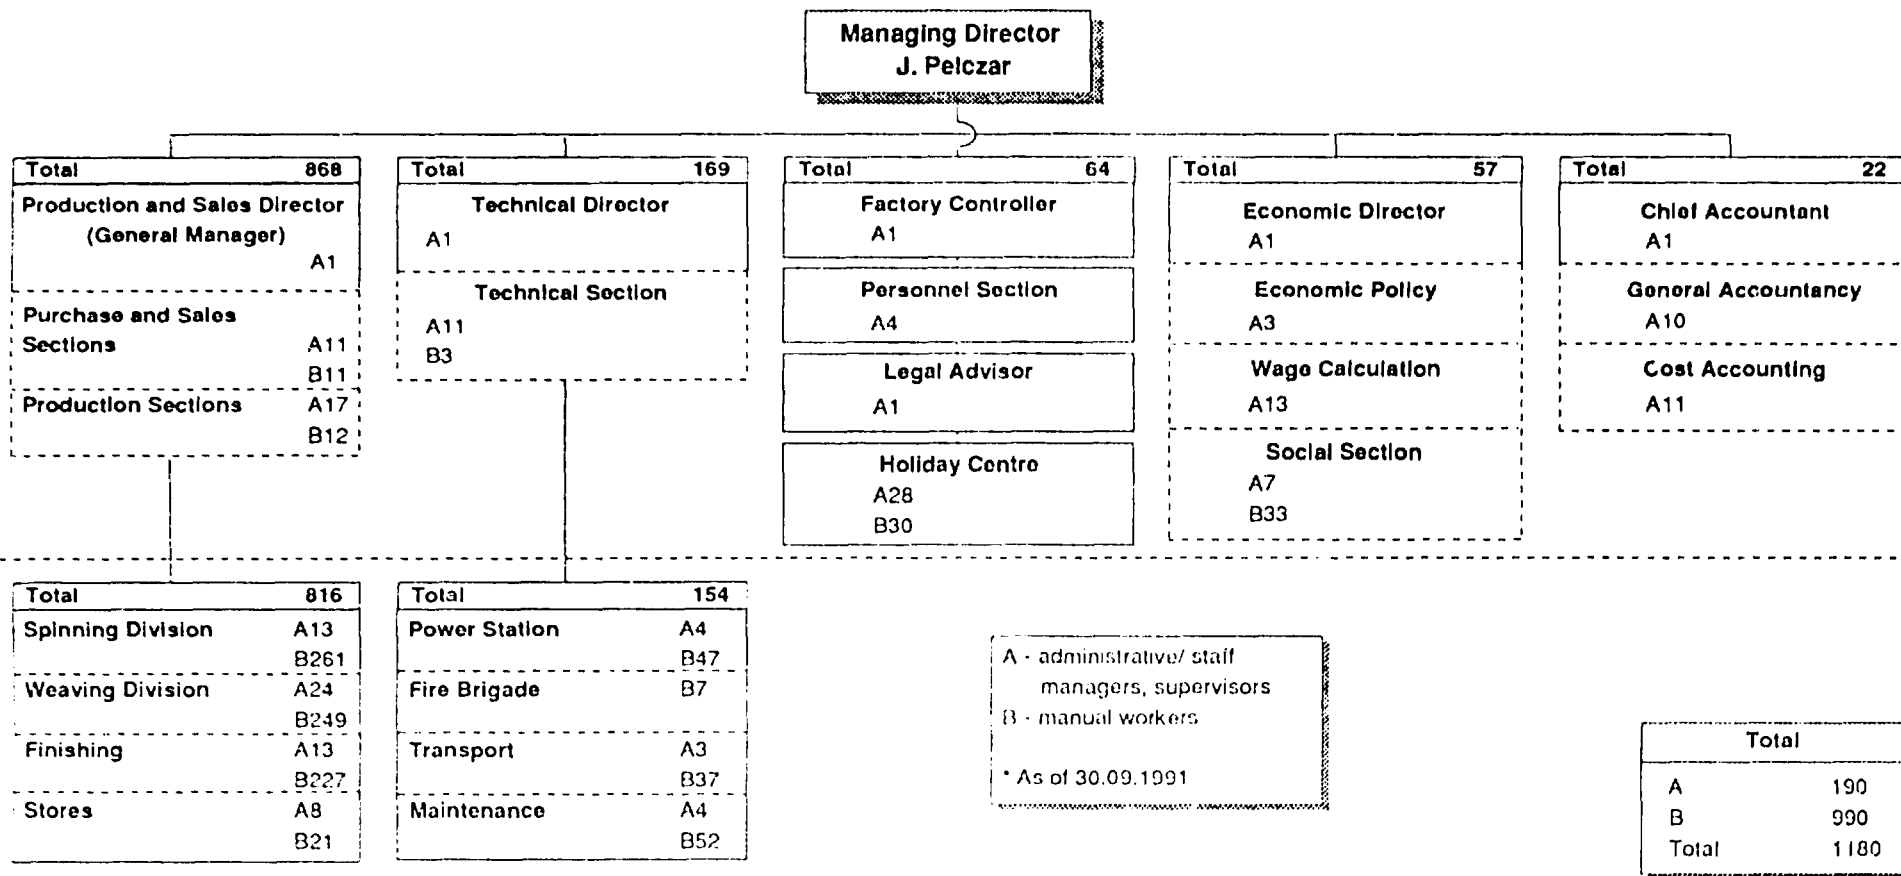 Managing Director
J. Pelczar
Total 868
Production and Sales Director
(General Manager)
A1
Purchase and Sales
Sections A11
B11
Production Sections A17
B12
Total 169
Technical Director
A1
Technical Section
A11
B3
Total 64
Factory Controller
A1
Personnel Section
A4
Legal Advisor
A1
Holiday Centre
A28
B30
Total 57
Economic Director
A1
Economic Policy
A3
Wage Calculation
A13
Social Section
A7
B33
Total 22
Chief Accountant
A1
General Accountancy
A10
Cost Accounting
A11
Total 816
Spinning Division A13
B261
Weaving Division A24
B249
Finishing A13
B227
Stores A8
B21
Total 154
Power Station A4
B47
Fire Brigade B7
Transport A3
B37
Maintenance A4
B52
A - administrative/ staff
managers, supervisors
B - manual workers
* As of 30.09.1991
Total
A 190
B 990
Total 1180